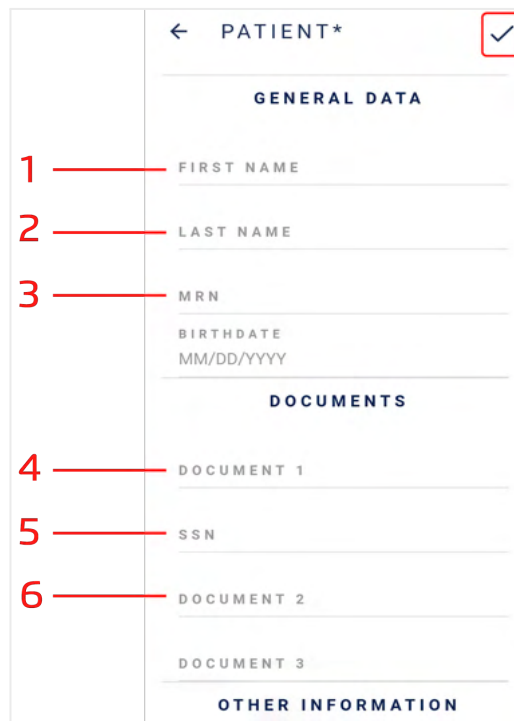 PATIENT*
GENERAL DATA
1 FIRST NAME
2 LAST NAME
3 MRN
BIRTHDATE
MM/DD/YYYY
DOCUMENTS
4 DOCUMENT 1
5 SSN
6 DOCUMENT 2
DOCUMENT 3
OTHER INFORMATION